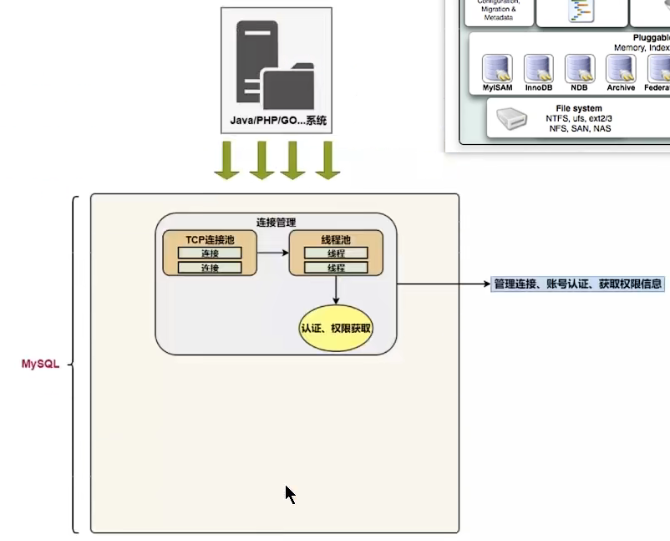 Configuration,
Migration &
Metadata
Memory, Index
MyISAM InnoDB NDB Archive
File system
NTFS, ufs, ext2/3
NFS, SAN, NAS
Java/PHP/GO...系统
连接管理
TCP连接池 线程池
连接 线程
连接 线程
管理连接、账号认证、获取权限信息
认证、权限获取
MySQL